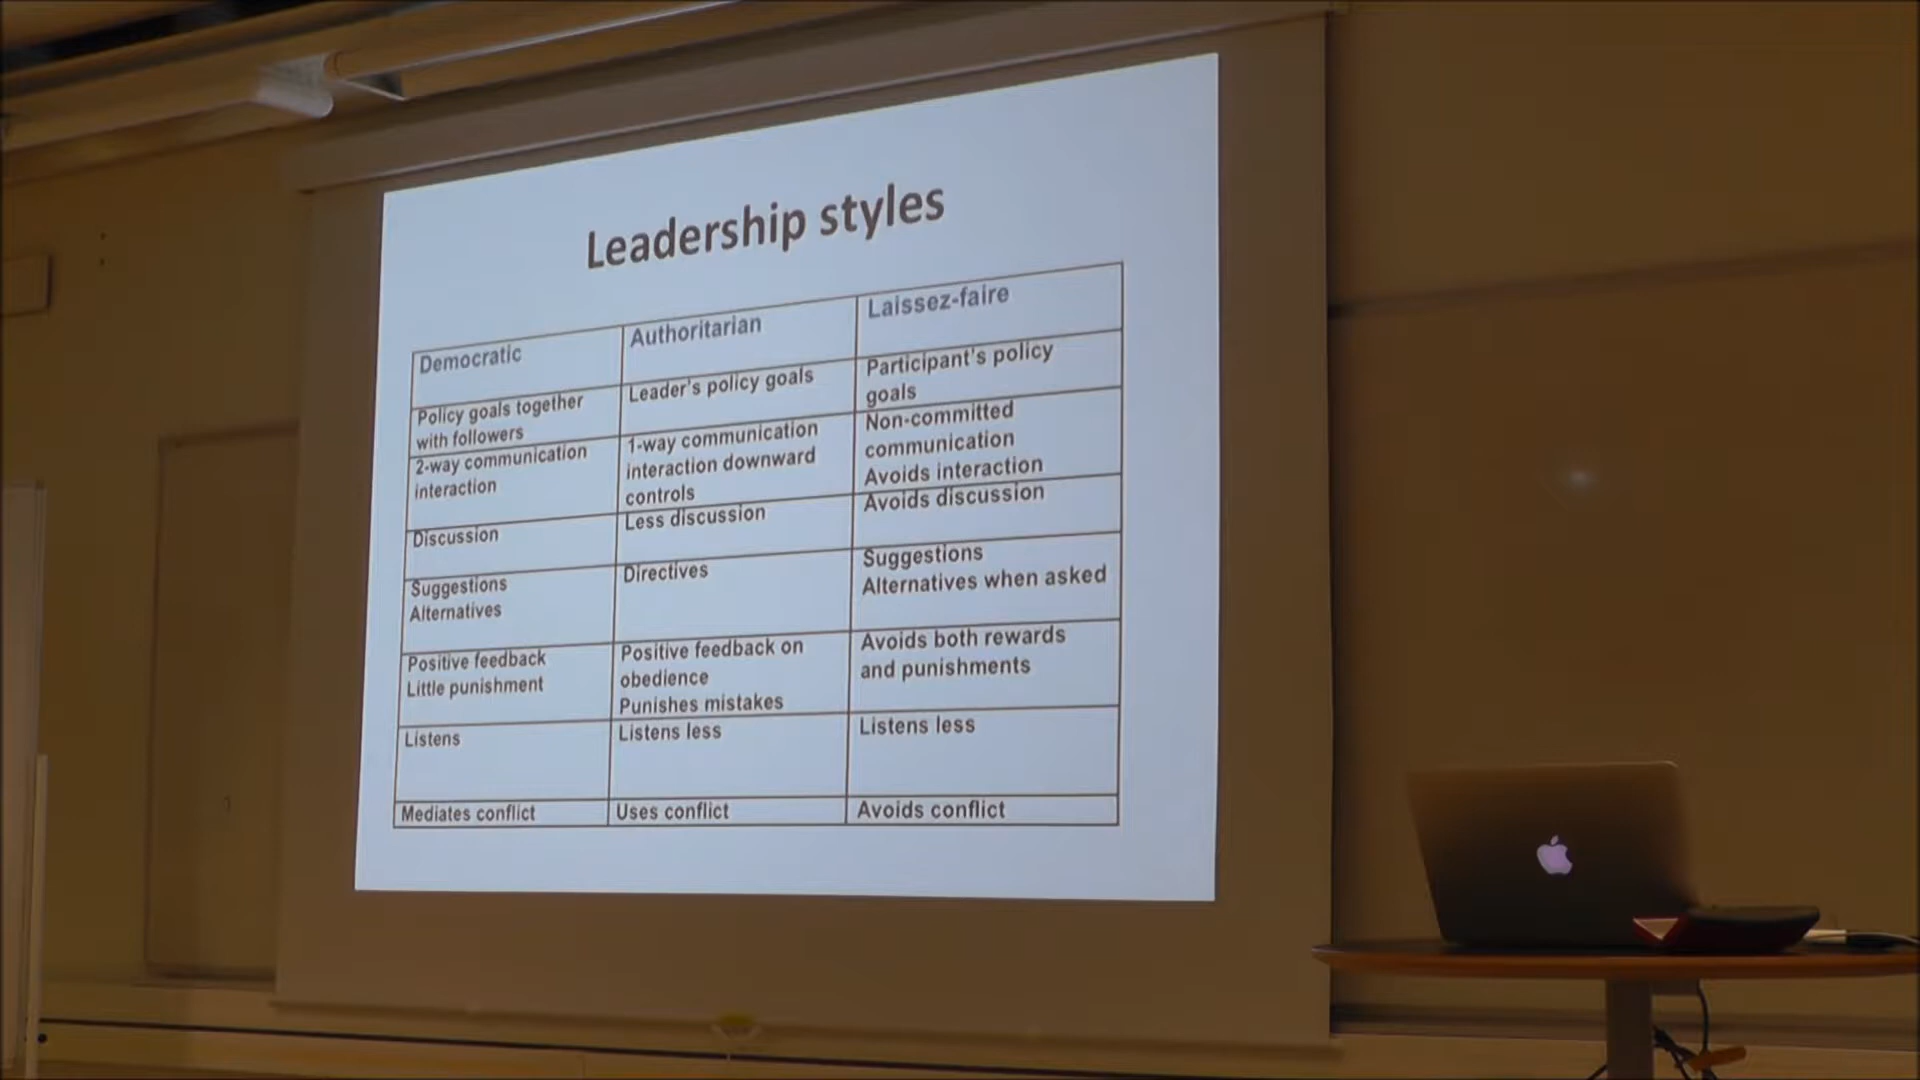 Leadership styles
Democratic
Authoritarian
Laissez-faire
Policy goals together
with followers
Leader's policy goals
Participant's policy
goals
2-way communication
interaction
1-way communication
interaction downward
controls
Non-committed
communication
Avoids interaction
Discussion
Less discussion
Avoids discussion
Suggestions
Alternatives
Directives
Suggestions
Alternatives when asked
Positive feedback
Little punishment
Positive feedback on
obedience
Punishes mistakes
Avoids both rewards
and punishments
Listens
Listens less
Listens less
Mediates conflict
Uses conflict
Avoids conflict